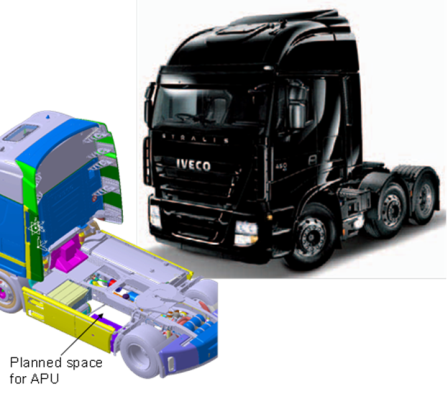 STRALIS
IVECO
Planned space
for APU